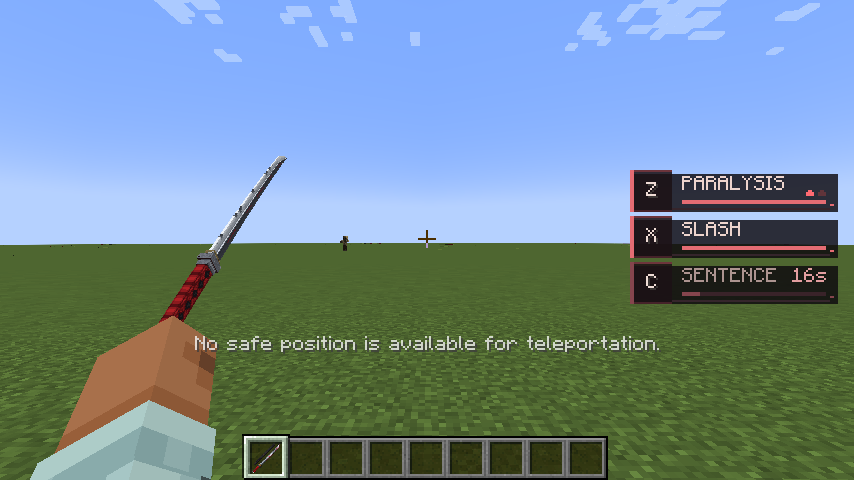 Z PARALYSIS
X SLASH
C SENTENCE 16s
No safe position is available for teleportation.